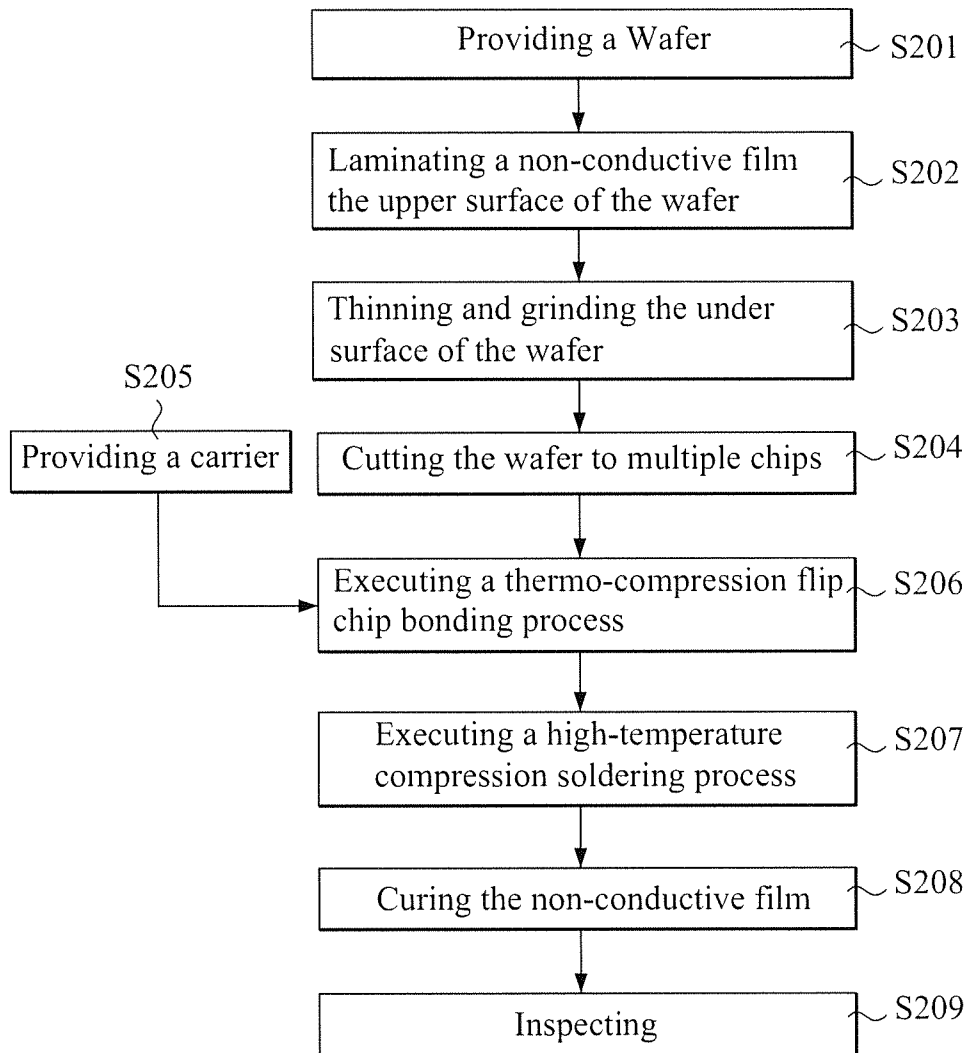 Providing a Wafer
S201
Laminating a non-conductive film
the upper surface of the wafer
S202
Thinning and grinding the under
surface of the wafer
S203
S205
Providing a carrier
Cutting the wafer to multiple chips
S204
Executing a thermo-compression flip
chip bonding process
S206
Executing a high-temperature
compression soldering process
S207
Curing the non-conductive film
S208
Inspecting
S209